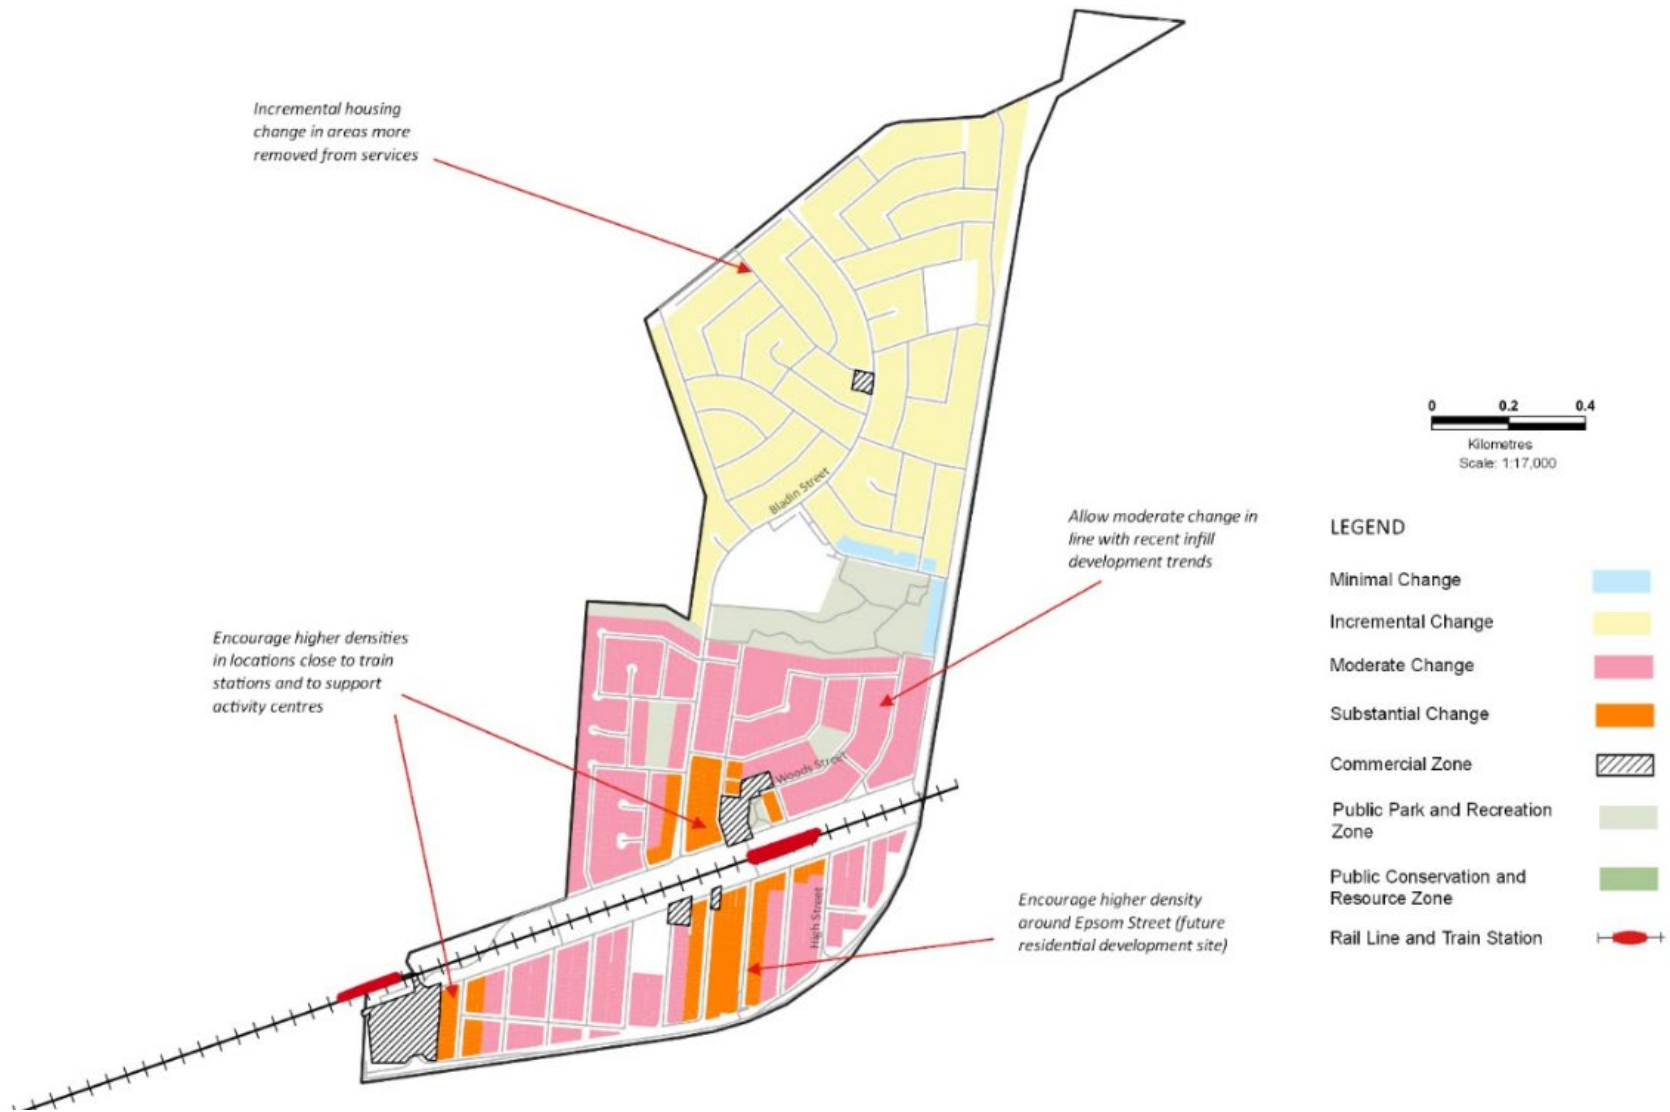 Incremental housing
change in areas more
removed from services
Bladin Street
0 0.2 0.4
Kilometres
Scale: 1:17,000
Allow moderate change in
line with recent infill
development trends
LEGEND
Minimal Change
Incremental Change
Moderate Change
Substantial Change
Commercial Zone
Public Park and Recreation
Zone
Public Conservation and
Resource Zone
Rail Line and Train Station
Encourage higher densities
in locations close to train
stations and to support
activity centres
Woods Street
High Street
Encourage higher density
around Epsom Street (future
residential development site)